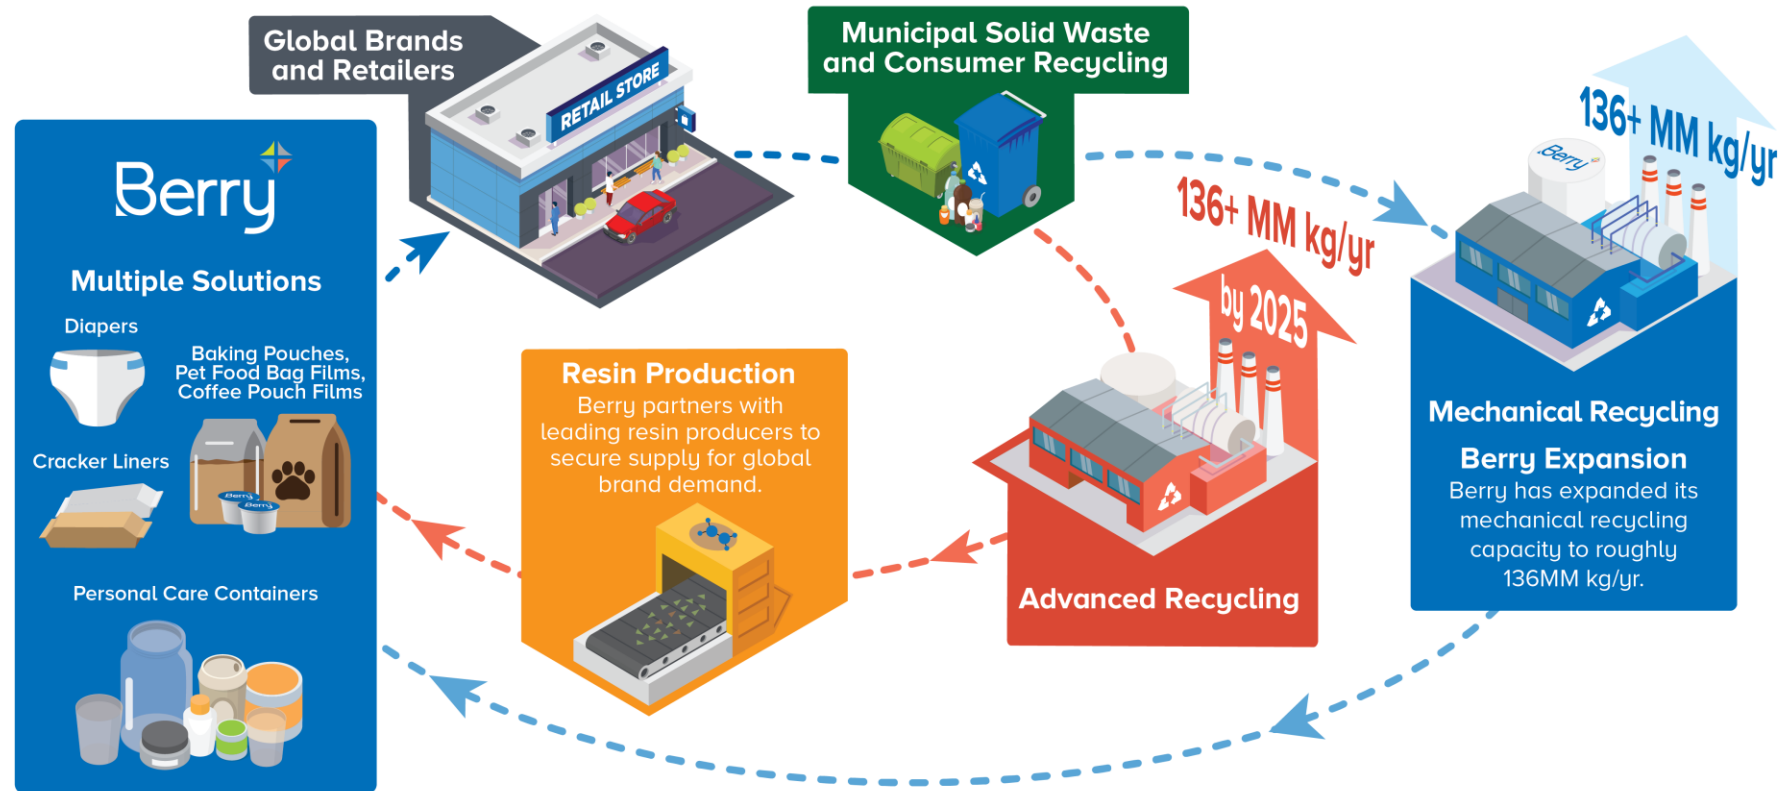 Berry
Multiple Solutions
Diapers
Baking Pouches,
Pet Food Bag Films,
Coffee Pouch Films
Cracker Liners
Berry
Berry
Personal Care Containers
Global Brands
and Retailers
RETAIL STORE
Municipal Solid Waste
and Consumer Recycling
136+ MM kg/yr
by 2025
Advanced Recycling
Resin Production
Berry partners with
leading resin producers to
secure supply for global
brand demand.
136+ MM kg/yr
Berry
Mechanical Recycling
Berry Expansion
Berry has expanded its
mechanical recycling
capacity to roughly
136MM kg/yr.